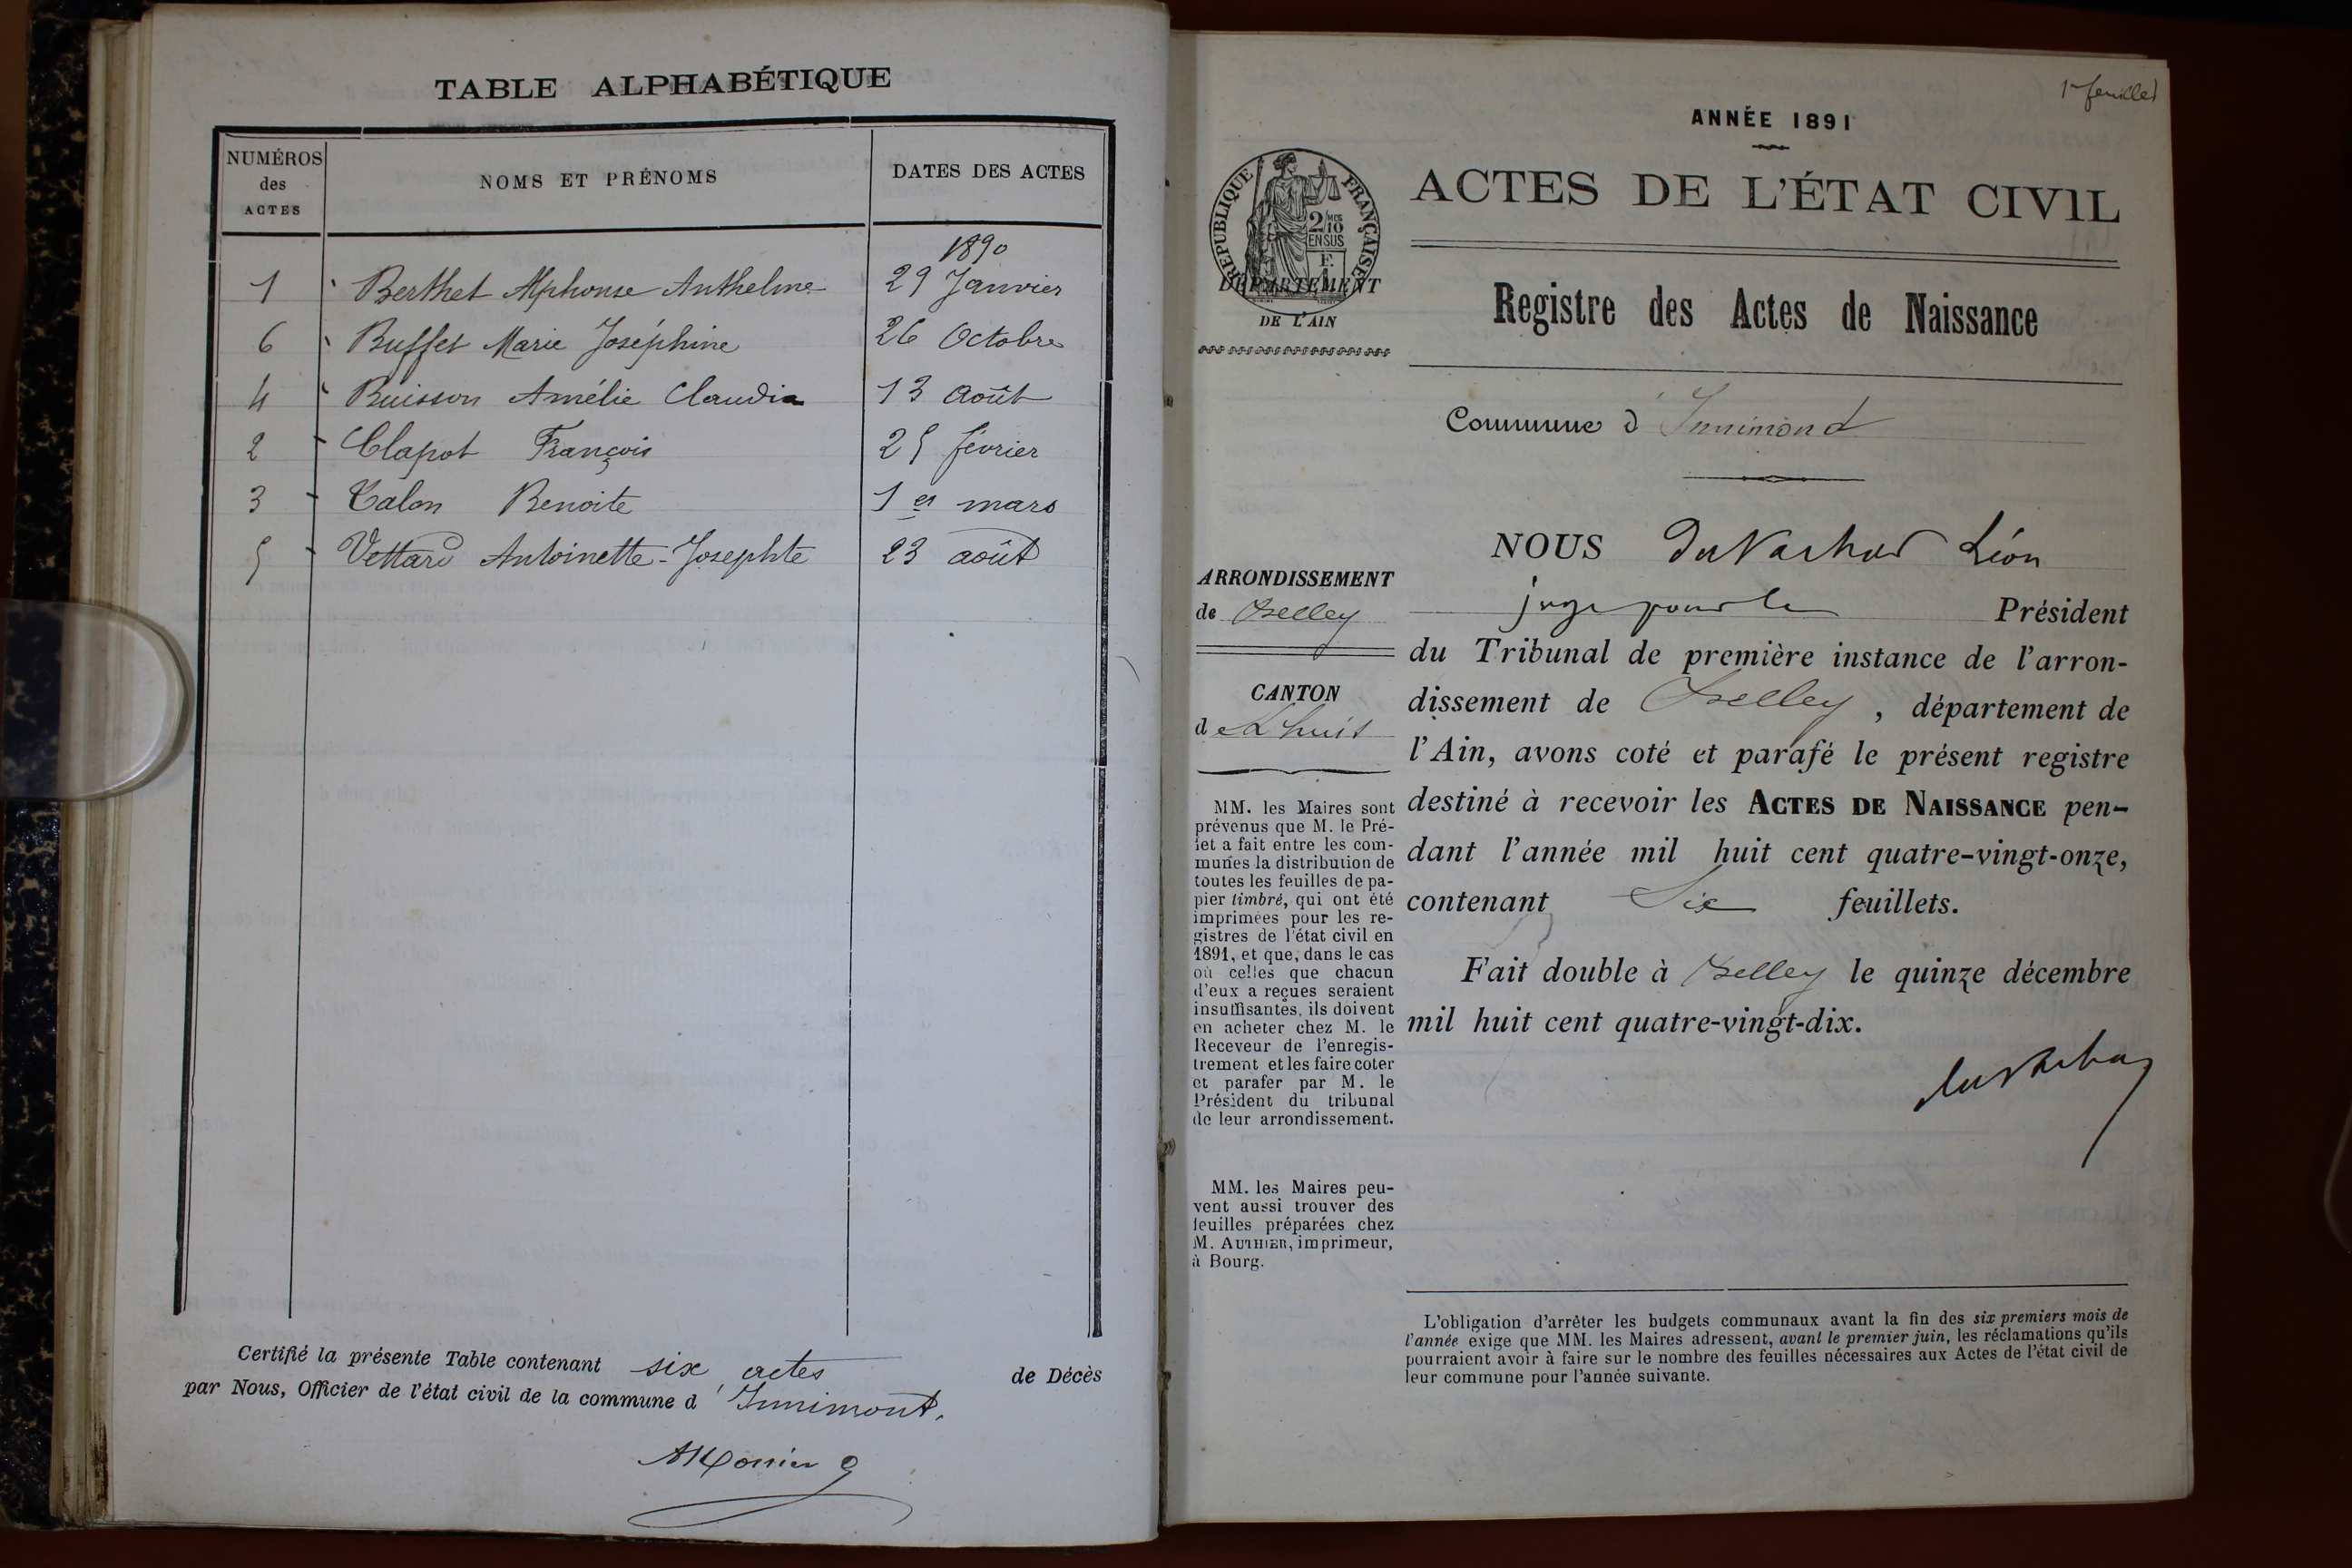 TABLE ALPHABÉTIQUE
NUMÉROS des ACTES NOMS ET PRÉNOMS DATES DES ACTES
1890
1 Berthet Alphonse Anthelme 29 Janvier
6 Buffet Marie Joséphine 26 Octobre
4 Buisson Amélie Claudia 13 Août
2 Clapot François 25 février
3 Talon Benoite 1er mars
5 Vettard Antoinette-Josephte 23 août
Certifié la présente Table contenant six actes de Décès
par Nous, Officier de l'état civil de la commune d'Innimont.
1er feuillet
ANNÉE 1891
ACTES DE L'ÉTAT CIVIL
RÉPUBLIQUE FRANÇAISE
2/10 MES
EN SUS
DÉPARTEMENT
DE L'AIN
Registre des Actes de Naissance
Commune d'Innimond
ARRONDISSEMENT
de Belley
CANTON
de Lhuis
MM. les Maires sont
prévenus que M. le Pré-
fet a fait entre les com-
munes la distribution de
toutes les feuilles de pa-
pier timbré, qui ont été
imprimées pour les re-
gistres de l'état civil en
1891, et que, dans le cas
où celles que chacun
d'eux a reçues seraient
insuffisantes, ils doivent
en acheter chez M. le
Receveur de l'enregis-
trement et les faire coter
et parafer par M. le
Président du tribunal
de leur arrondissement.
MM. les Maires peu-
vent aussi trouver des
feuilles préparées chez
M. AUTHIER, imprimeur,
à Bourg.
NOUS Léon
juge pour le Président
du Tribunal de première instance de l'arron-
dissement de Belley, département de
l'Ain, avons coté et parafé le présent registre
destiné à recevoir les ACTES DE NAISSANCE pen-
dant l'année mil huit cent quatre-vingt-onze,
contenant Six feuillets.
Fait double à Belley le quinze décembre
mil huit cent quatre-vingt-dix.
L'obligation d'arrêter les budgets communaux avant la fin des six premiers mois de
l'année exige que MM. les Maires adressent, avant le premier juin, les réclamations qu'ils
pourraient avoir à faire sur le nombre des feuilles nécessaires aux Actes de l'état civil de
leur commune pour l'année suivante.